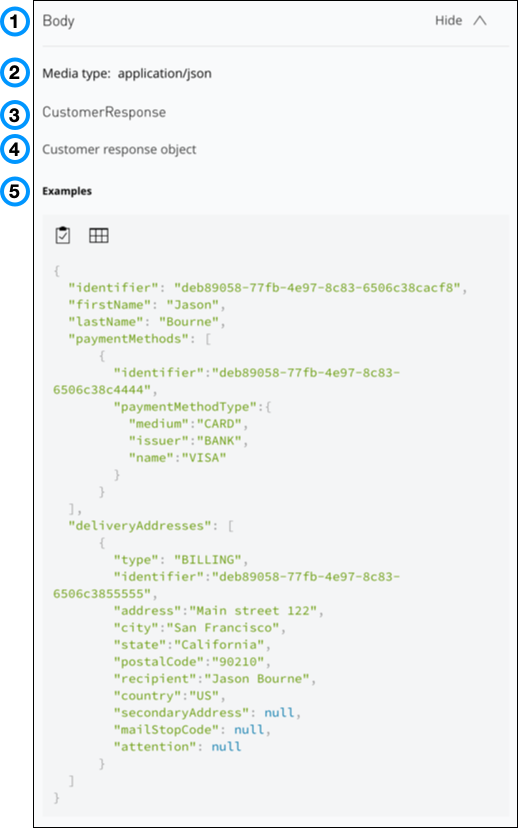 1 Body Hide
2 Media type: application/json
3 CustomerResponse
4 Customer response object
5 Examples
{
"identifier": "deb89058-77fb-4e97-8c83-6506c38cacf8",
"firstName": "Jason",
"lastName": "Bourne",
"paymentMethods": [
{
"identifier":"deb89058-77fb-4e97-8c83-
6506c38c4444",
"paymentMethodType":{
"medium":"CARD",
"issuer":"BANK",
"name":"VISA"
}
}
],
"deliveryAddresses": [
{
"type": "BILLING",
"identifier":"deb89058-77fb-4e97-8c83-
6506c3855555",
"address":"Main street 122",
"city":"San Francisco",
"state":"California",
"postalCode":"90210",
"recipient":"Jason Bourne",
"country":"US",
"secondaryAddress": null,
"mailStopCode": null,
"attention": null
}
]
}